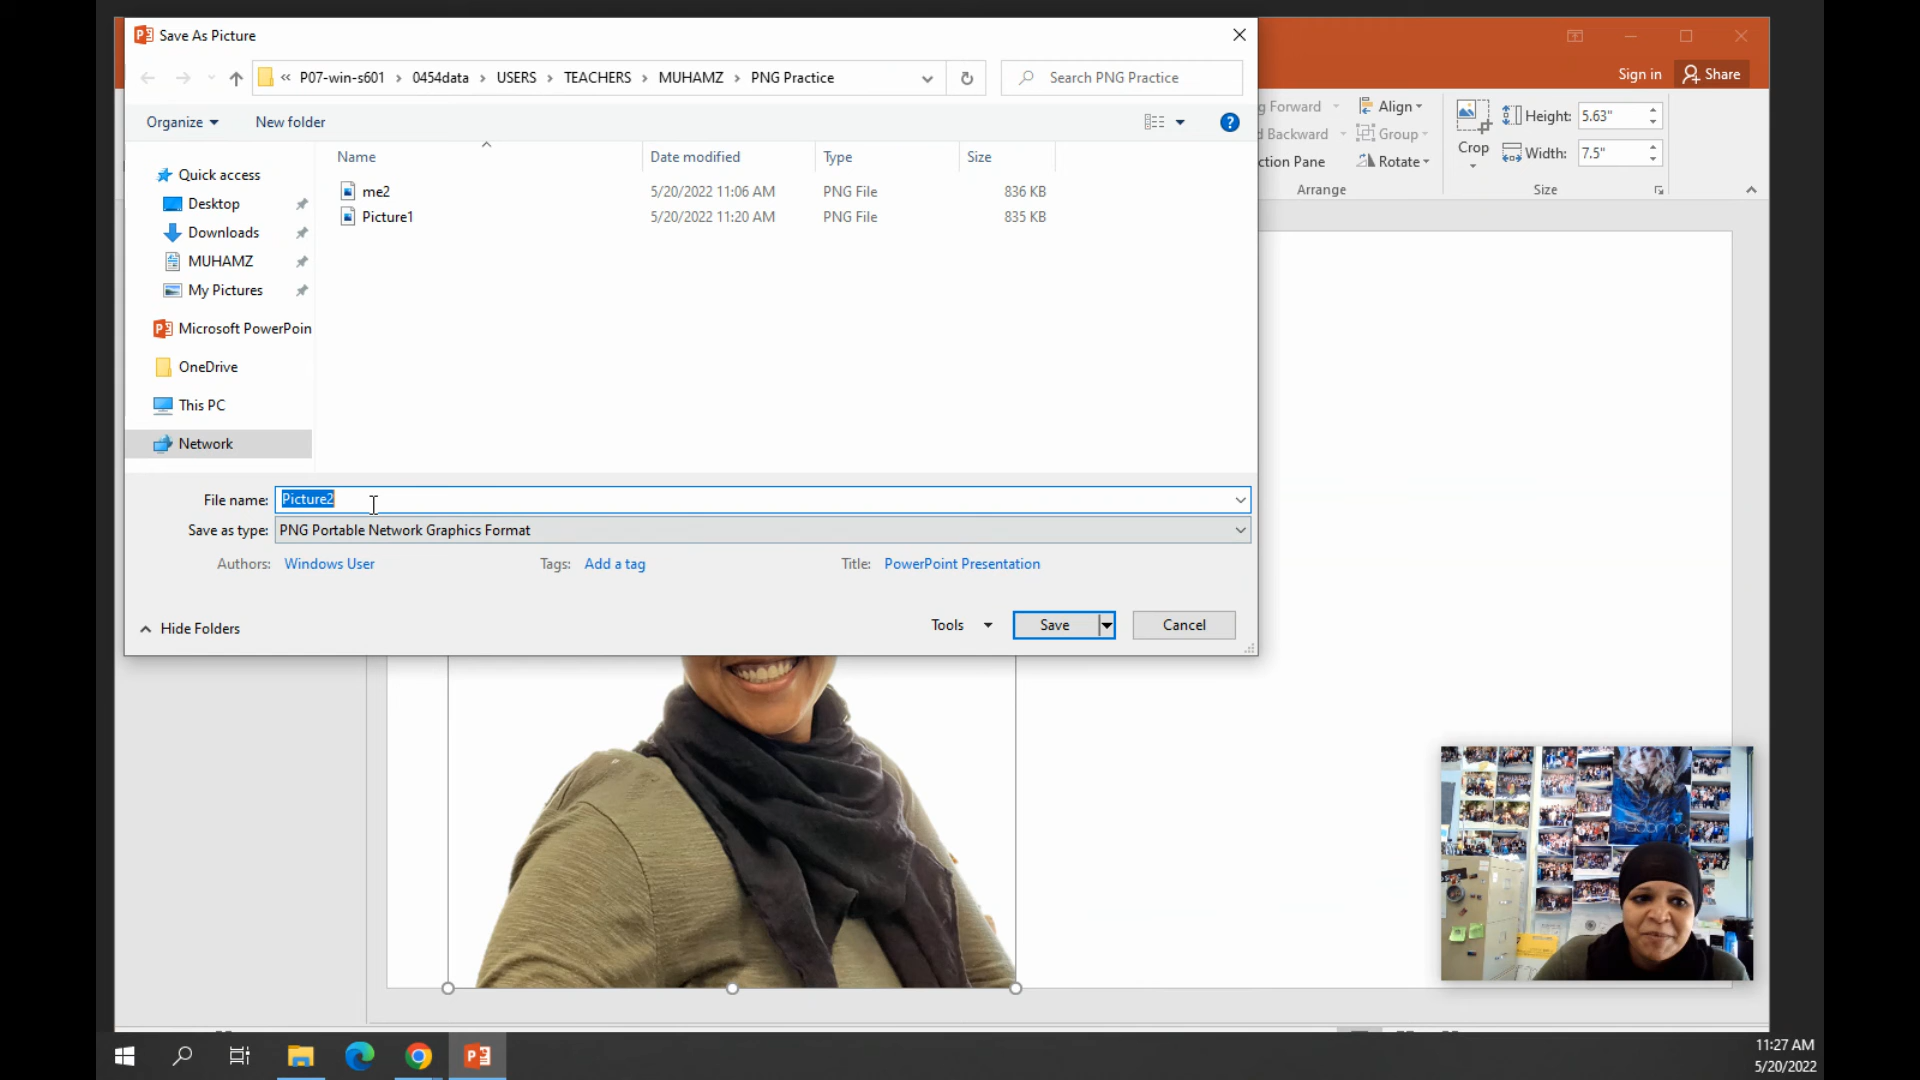 Save As Picture
« P07-win-s601 › 0454data › USERS › TEACHERS › MUHAMZ › PNG Practice
Search PNG Practice
Sign in
Share
Organize
New folder
g Forward
Align
Height: 5.63"
d Backward
Group
Crop
Width: 7.5"
ction Pane
Rotate
Arrange
Size
Name
Date modified
Type
Size
me2
5/20/2022 11:06 AM
PNG File
836 KB
Picture1
5/20/2022 11:20 AM
PNG File
835 KB
Quick access
Desktop
Downloads
MUHAMZ
My Pictures
Microsoft PowerPoin
OneDrive
This PC
Network
File name: Picture2
Save as type: PNG Portable Network Graphics Format
Authors: Windows User
Tags: Add a tag
Title: PowerPoint Presentation
Hide Folders
Tools
Save
Cancel
11:27 AM
5/20/2022